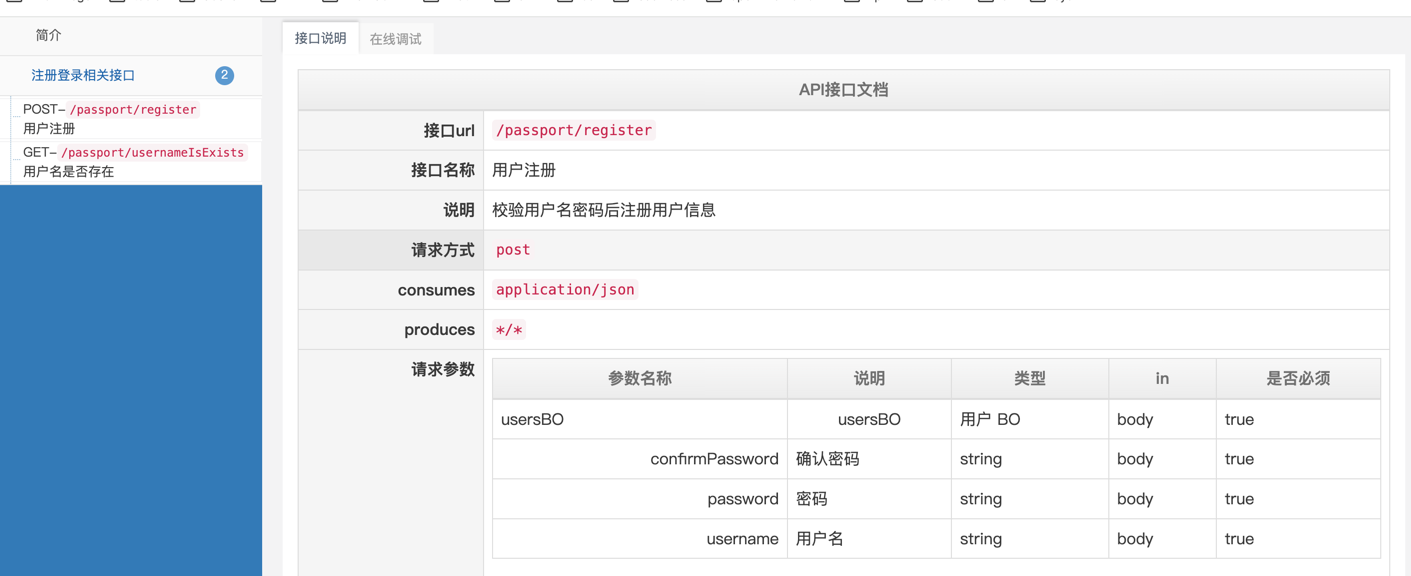 简介
注册登录相关接口 2
POST-/passport/register
用户注册
GET-/passport/usernameIsExists
用户名是否存在
接口说明 在线调试
API接口文档
接口url /passport/register
接口名称 用户注册
说明 校验用户名密码后注册用户信息
请求方式 post
consumes application/json
produces */*
请求参数
参数名称 说明 类型 in 是否必须
usersBO usersBO 用户 BO body true
confirmPassword 确认密码 string body true
password 密码 string body true
username 用户名 string body true